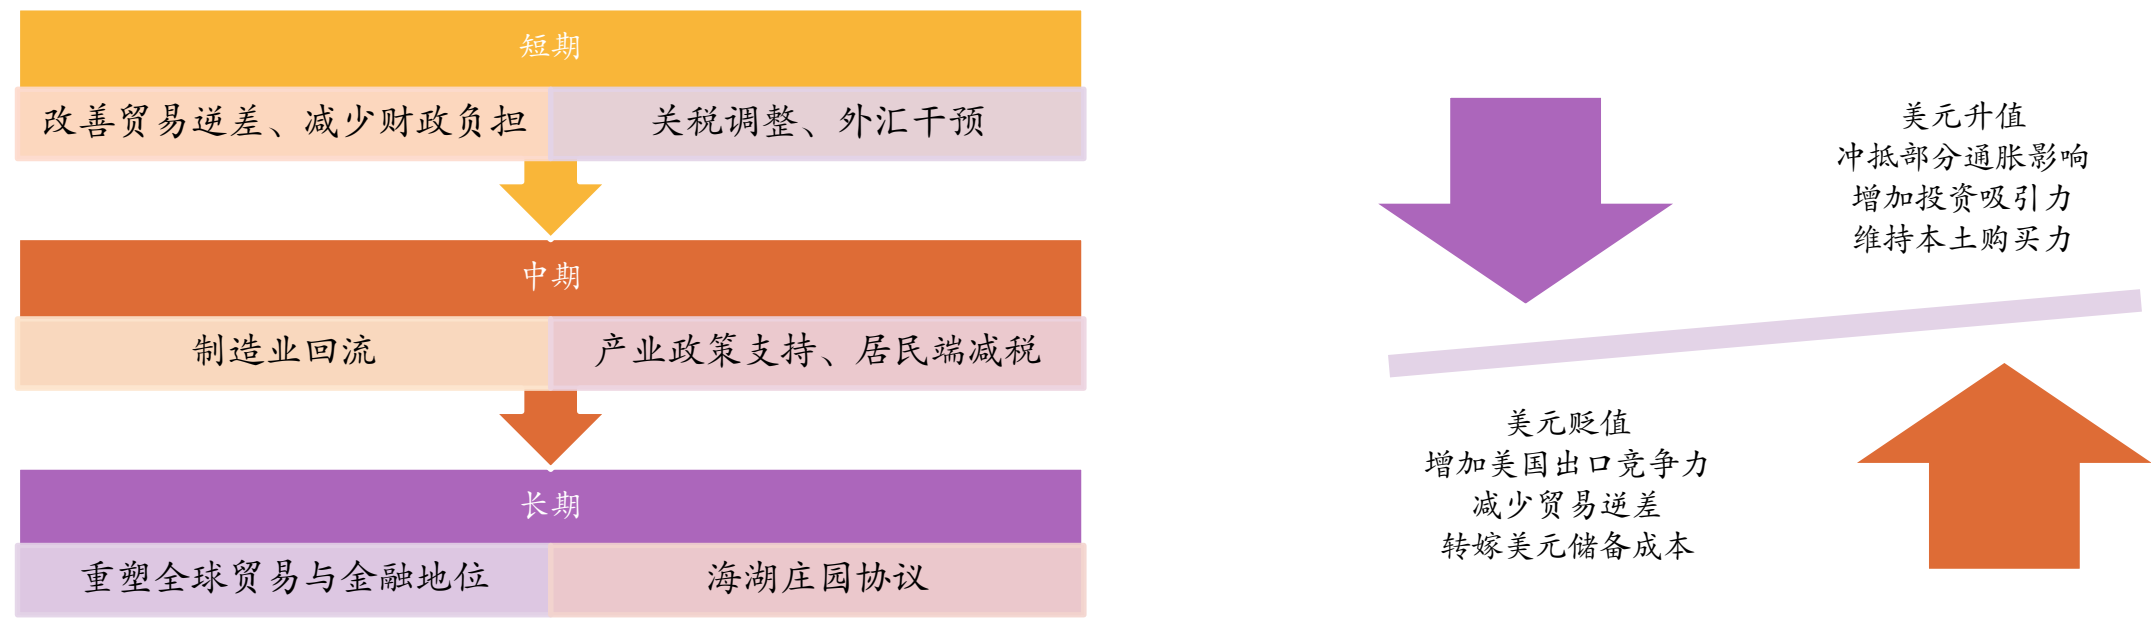 短期
改善贸易逆差、减少财政负担
关税调整、外汇干预
中期
制造业回流
产业政策支持、居民端减税
长期
重塑全球贸易与金融地位
海湖庄园协议
美元升值
冲抵部分通胀影响
增加投资吸引力
维持本土购买力
美元贬值
增加美国出口竞争力
减少贸易逆差
转嫁美元储备成本